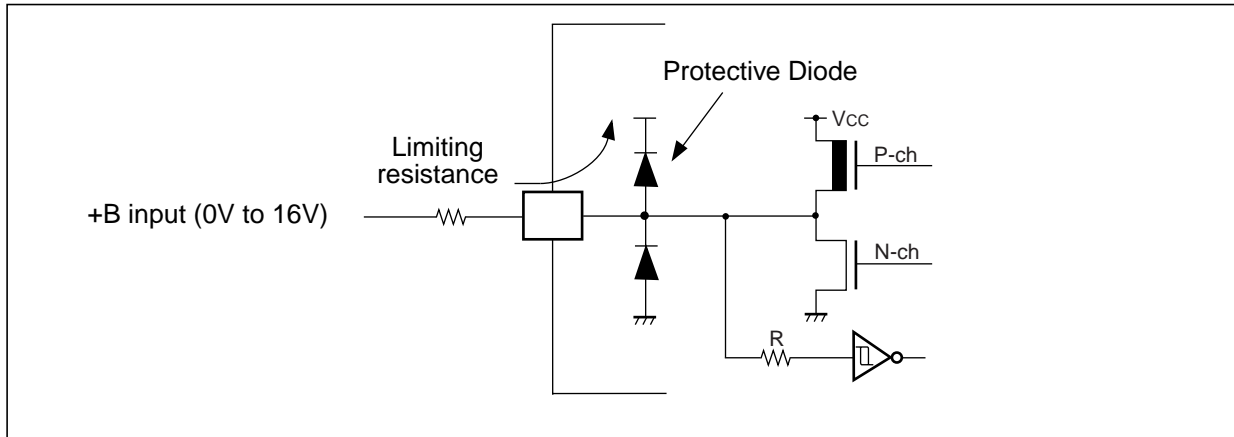 Protective Diode
VCC
Limiting
resistance
P-ch
+B input (0V to 16V)
N-ch
R